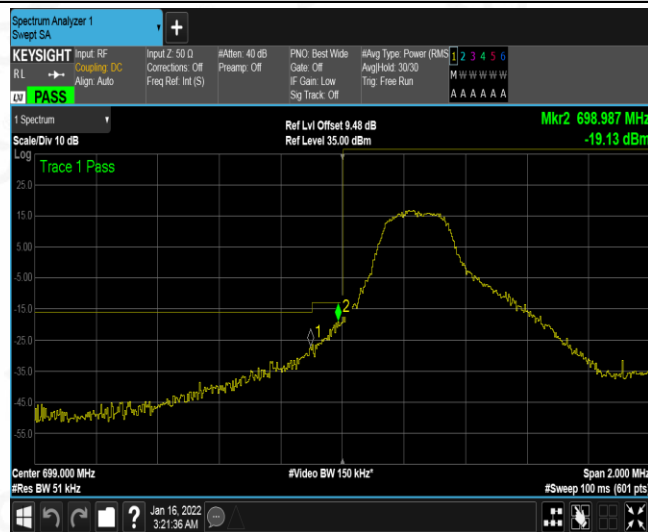 Spectrum Analyzer 1
Swept SA
KEYSIGHT
RL
PASS
Input: RF
Coupling: DC
Align: Auto
Input Z: 50 Ω
Corrections: Off
Freq Ref: Int (S)
#Atten: 40 dB
Preamp: Off
PNO: Best Wide
Gate: Off
IF Gain: Low
Sig Track: Off
#Avg Type: Power (RMS
Avg|Hold: 30/30
Trig: Free Run
1 2 3 4 5 6
M W W W W W
A A A A A A
1 Spectrum
Scale/Div 10 dB
Ref Lvl Offset 9.48 dB
Ref Level 35.00 dBm
Mkr2 698.987 MHz
-19.13 dBm
Log
Trace 1 Pass
25.0
15.0
5.00
-5.00
-15.0
-25.0
-35.0
-45.0
-55.0
1
2
Center 699.000 MHz
#Res BW 51 kHz
#Video BW 150 kHz*
Span 2.000 MHz
#Sweep 100 ms (601 pts)
?
Jan 16, 2022
3:21:36 AM